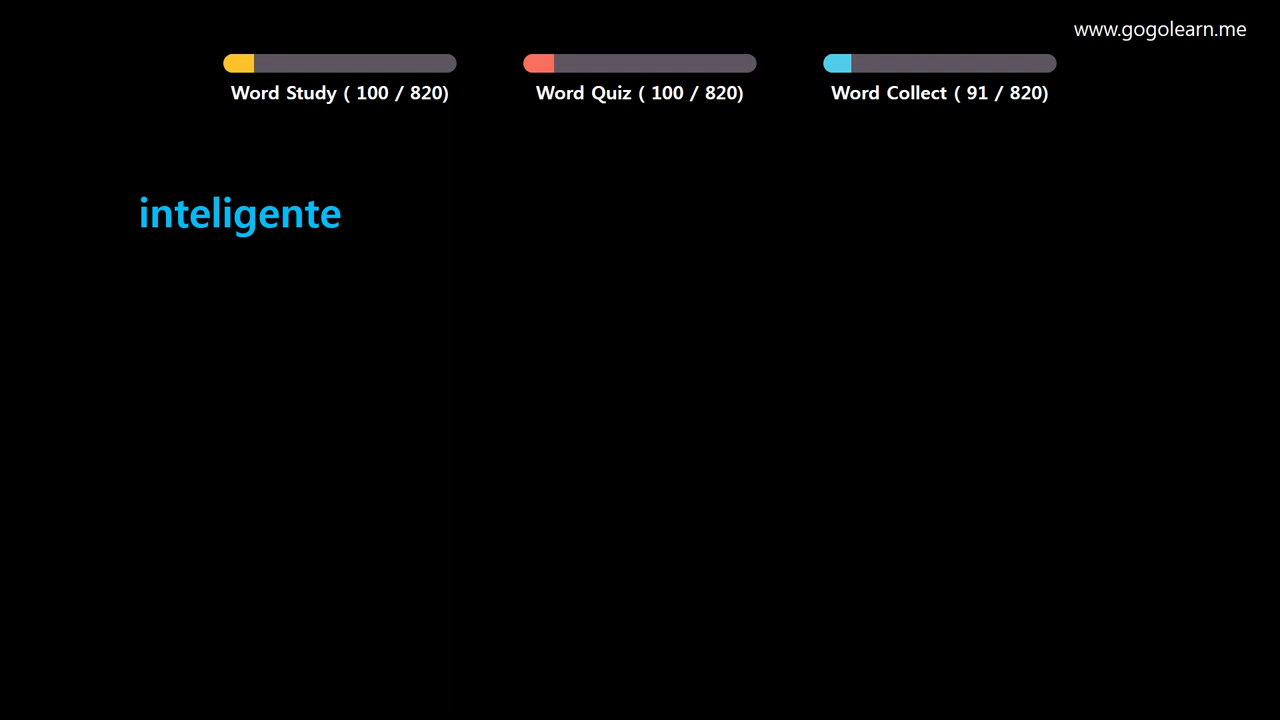 www.gogolearn.me
Word Study ( 100 / 820)
Word Quiz ( 100 / 820)
Word Collect ( 91 / 820)
inteligente